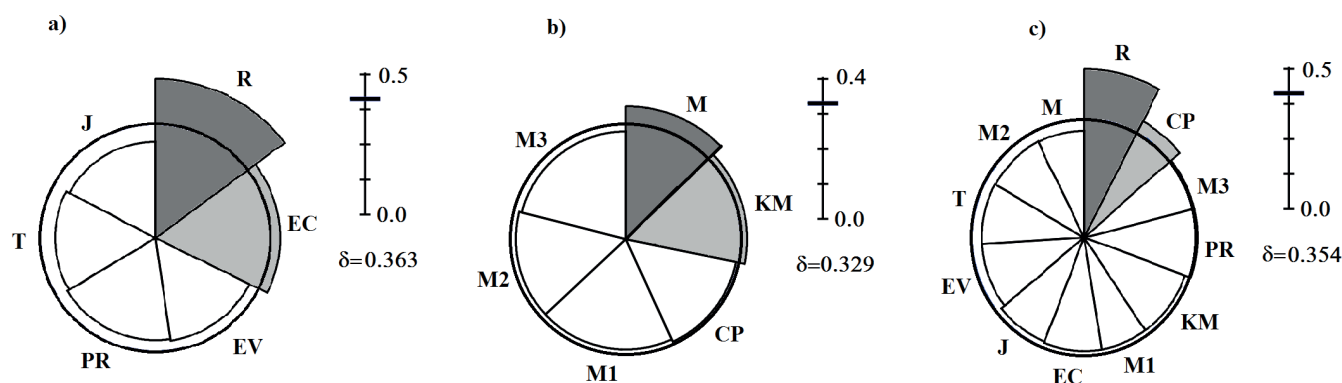 a)
R
J
EC
T
EV
PR
0.5
0.0
δ=0.363
b)
M
M3
KM
M2
CP
M1
0.4
0.0
δ=0.329
c)
R
CP
M
M2
M3
T
PR
EV
KM
J
M1
EC
0.5
0.0
δ=0.354